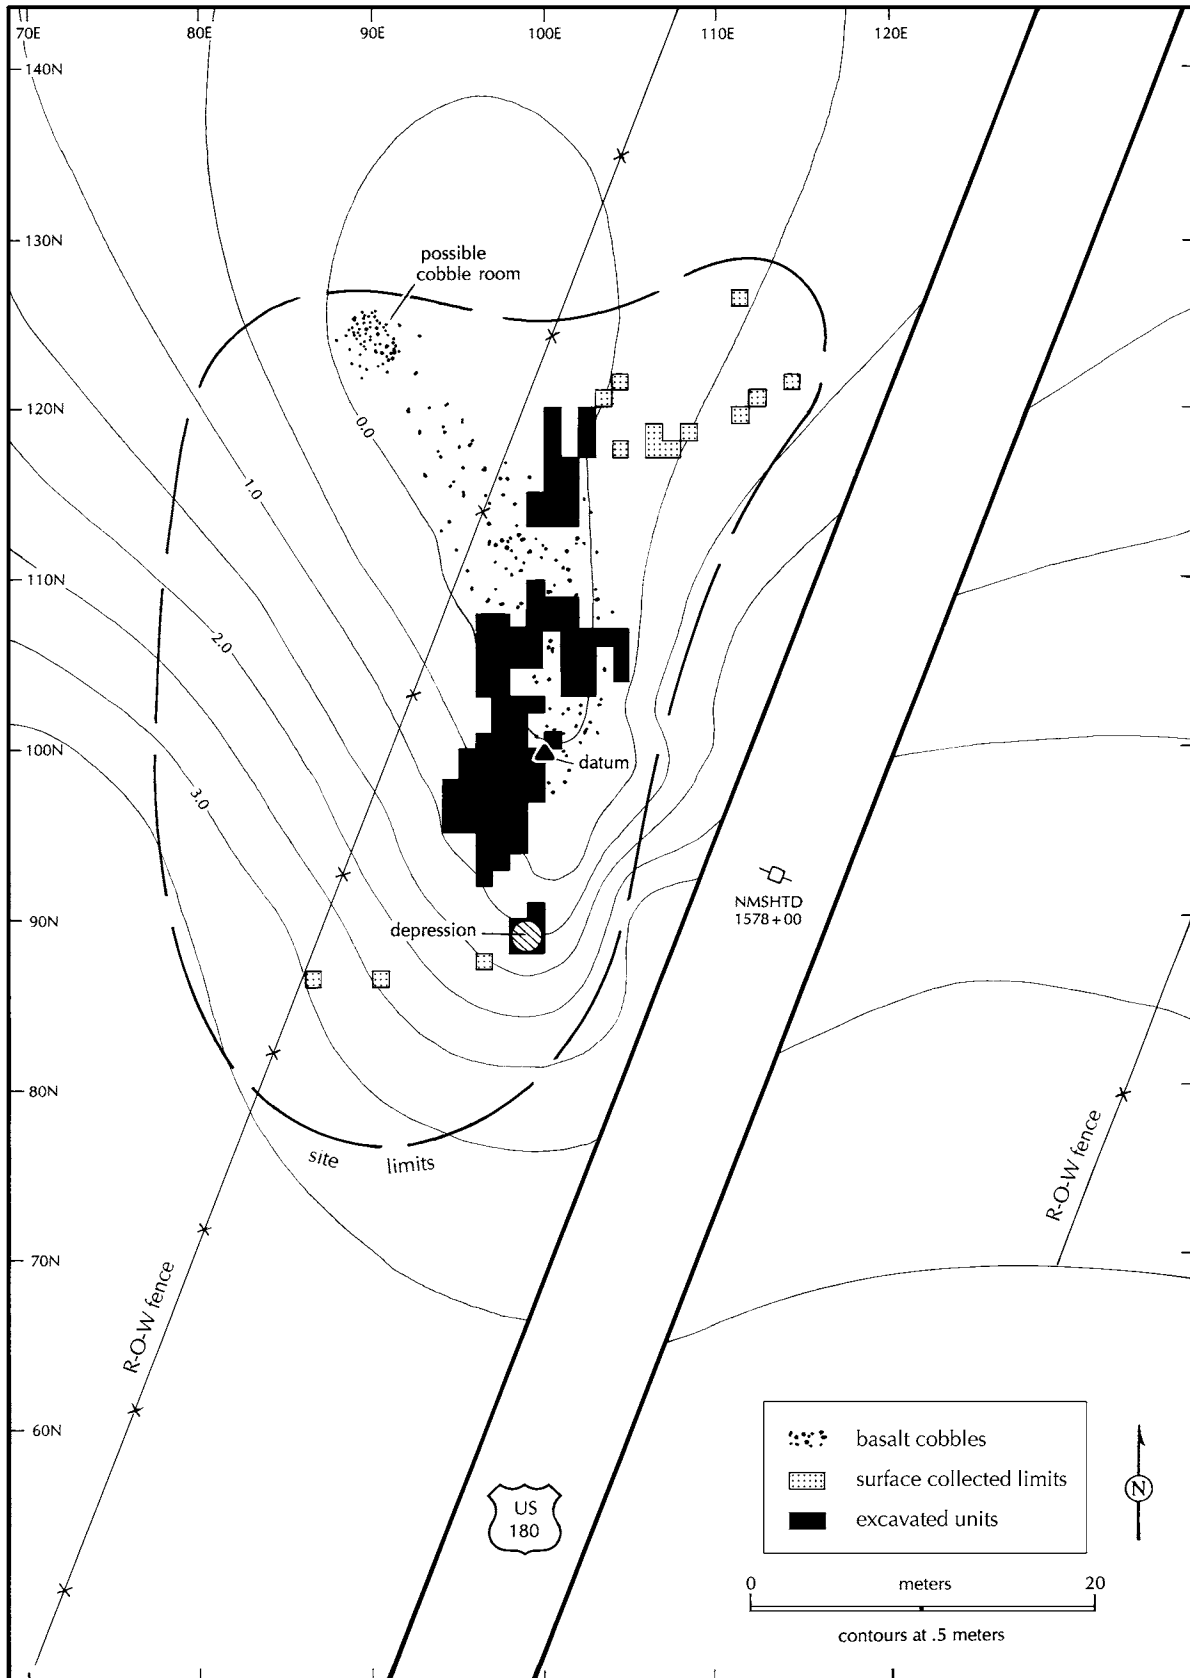 70E
80E
90E
100E
110E
120E
140N
130N
120N
110N
100N
90N
80N
70N
60N
possible
cobble room
0.0
1.0
2.0
3.0
datum
depression
NMSHTD
1578+00
site limits
R-O-W fence
R-O-W fence
US
180
basalt cobbles
surface collected limits
excavated units
N
0 meters 20
contours at .5 meters